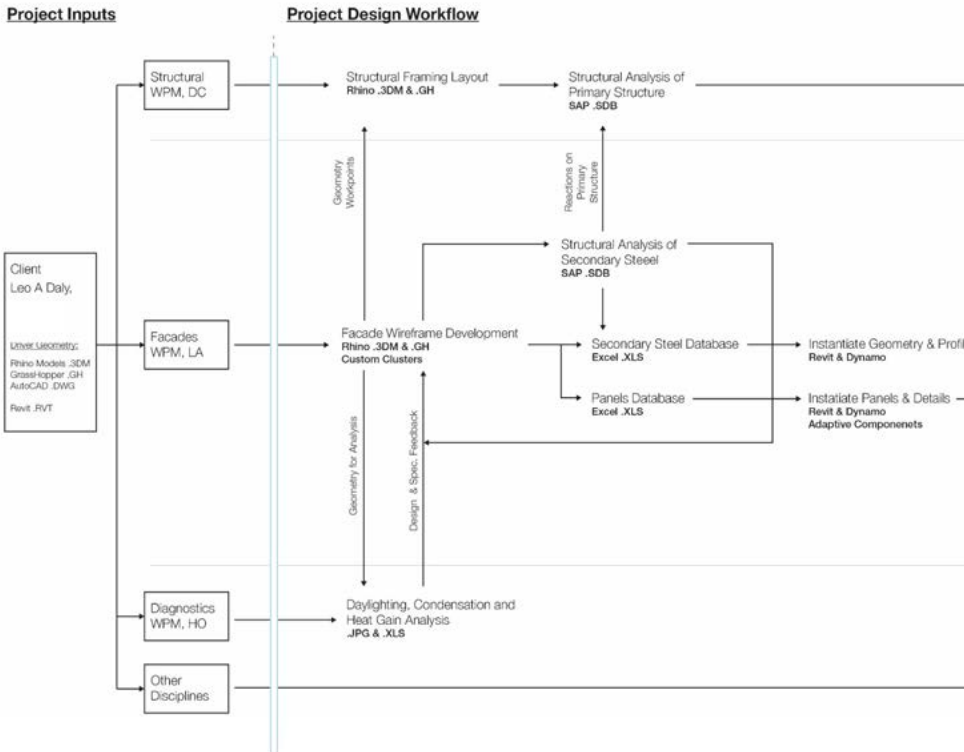 Project Inputs
Project Design Workflow
Structural
WPM, DC
Structural Framing Layout
Rhino .3DM & .GH
Structural Analysis of
Primary Structure
SAP .SDB
Geometry
Workpoints
Reactions on
Primary
Structure
Client
Leo A Daly,
Driver Geometry:
Rhino Models .3DM
GrassHopper .GH
AutoCAD .DWG
Revit .RVT
Structural Analysis of
Secondary Steeel
SAP .SDB
Facades
WPM, LA
Facade Wireframe Development
Rhino .3DM & .GH
Custom Clusters
Secondary Steel Database
Excel .XLS
Instantiate Geometry & Profil
Revit & Dynamo
Panels Database
Excel .XLS
Instatiate Panels & Details
Revit & Dynamo
Adaptive Componenets
Geometry for Analysis
Design & Spec. Feedback
Diagnostics
WPM, HO
Daylighting, Condensation and
Heat Gain Analysis
.JPG & .XLS
Other
Disciplines